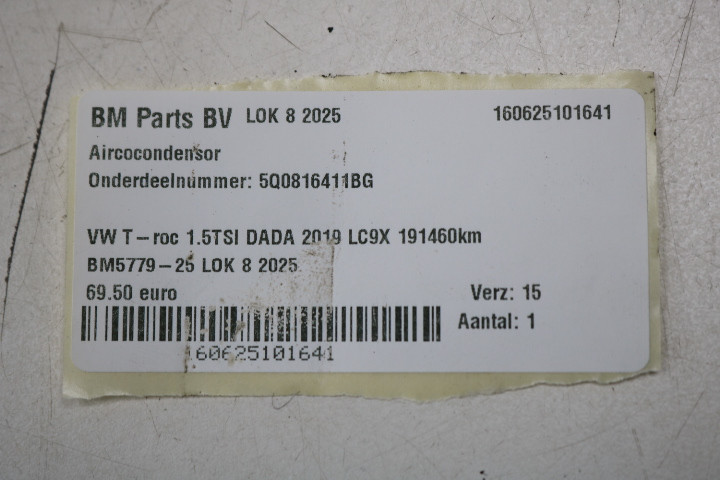 BM Parts BV LOK 8 2025 160625101641
Aircocondensor
Onderdeelnummer: 5Q0816411BG
VW T-roc 1.5TSI DADA 2019 LC9X 191460km
BM5779-25 LOK 8 2025
69.50 euro Verz: 15
Aantal: 1
160625101641